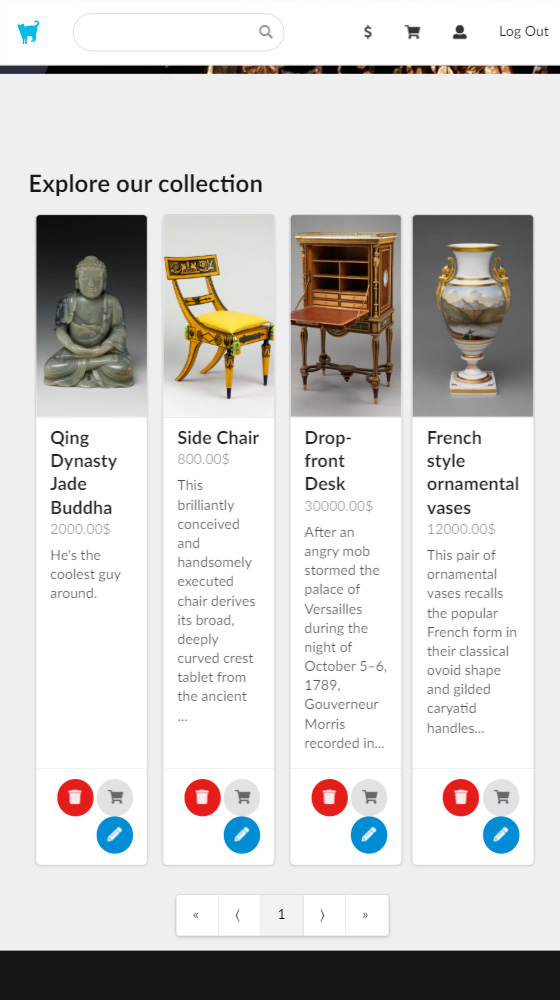 $
Log Out
Explore our collection
Qing
Dynasty
Jade
Buddha
2000.00$
He's the
coolest guy
around.
Side Chair
800.00$
This
brilliantly
conceived
and
handsomely
executed
chair derives
its broad,
deeply
curved crest
tablet from
the ancient
...
Drop-
front
Desk
30000.00$
After an
angry mob
stormed the
palace of
Versailles
during the
night of
October 5–6,
1789,
Gouverneur
Morris
recorded in...
French
style
ornamental
vases
12000.00$
This pair of
ornamental
vases recalls
the popular
French form in
their classical
ovoid shape
and gilded
caryatid
handles...
« ⟨ 1 ⟩ »